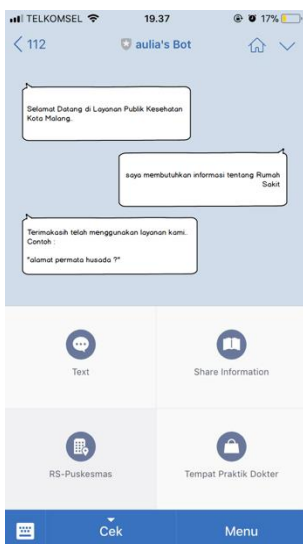 TELKOMSEL 19.37 17%
112 aulia's Bot
Selamat Datang di Layanan Publik Kesehatan
Kota Malang.
saya membutuhkan informasi tentang Rumah
Sakit
Terimakasih telah menggunakan layanan kami.
Contoh :
"alamat permata husada ?"
Text Share Information
RS-Puskesmas Tempat Praktik Dokter
Cek Menu